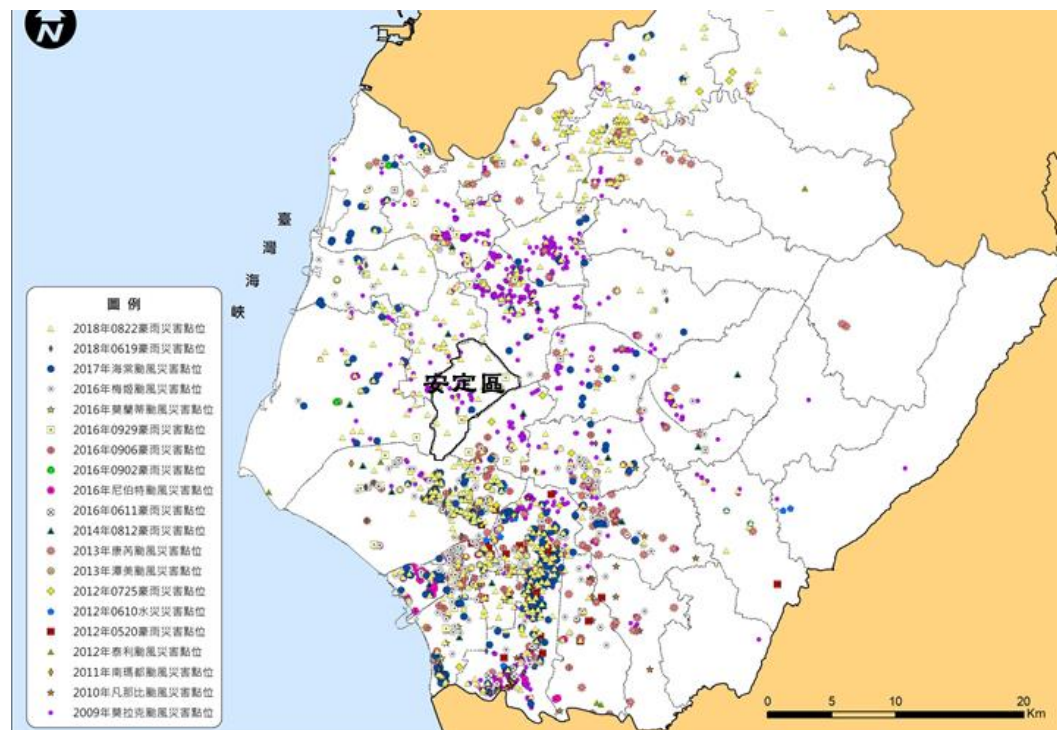 N
臺
灣
海
峽
安定區
圖例
2018年0822豪雨災害點位
2018年0619豪雨災害點位
2017年海棠颱風災害點位
2016年梅姬颱風災害點位
2016年莫蘭蒂颱風災害點位
2016年0929豪雨災害點位
2016年0906豪雨災害點位
2016年0902豪雨災害點位
2016年尼伯特颱風災害點位
2016年0611豪雨災害點位
2014年0812豪雨災害點位
2013年康芮颱風災害點位
2013年潭美颱風災害點位
2012年0725豪雨災害點位
2012年0610水災災害點位
2012年0520豪雨災害點位
2012年泰利颱風災害點位
2011年南瑪都颱風災害點位
2010年凡那比颱風災害點位
2009年莫拉克颱風災害點位
0 5 10 20
Km